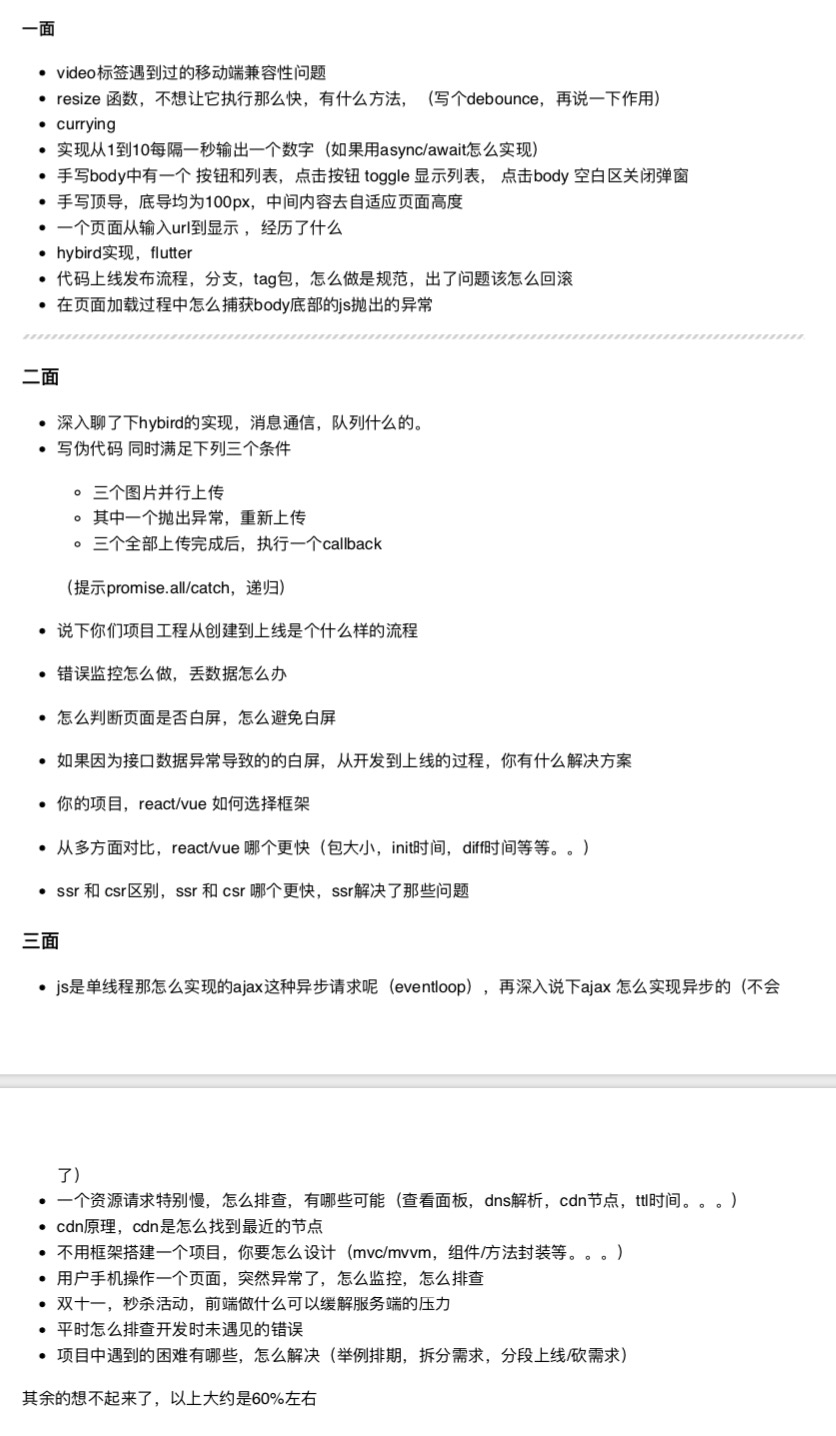 一面
video标签遇到过的移动端兼容性问题
resize 函数，不想让它执行那么快，有什么方法，（写个debounce，再说一下作用）
currying
实现从1到10每隔一秒输出一个数字（如果用async/await怎么实现）
手写body中有一个 按钮和列表，点击按钮 toggle 显示列表， 点击body 空白区关闭弹窗
手写顶导，底导均为100px，中间内容去自适应页面高度
一个页面从输入url到显示 ，经历了什么
hybird实现，flutter
代码上线发布流程，分支，tag包，怎么做是规范，出了问题该怎么回滚
在页面加载过程中怎么捕获body底部的js抛出的异常
二面
深入聊了下hybird的实现，消息通信，队列什么的。
写伪代码 同时满足下列三个条件
三个图片并行上传
其中一个抛出异常，重新上传
三个全部上传完成后，执行一个callback
（提示promise.all/catch，递归）
说下你们项目工程从创建到上线是个什么样的流程
错误监控怎么做，丢数据怎么办
怎么判断页面是否白屏，怎么避免白屏
如果因为接口数据异常导致的的白屏，从开发到上线的过程，你有什么解决方案
你的项目，react/vue 如何选择框架
从多方面对比，react/vue 哪个更快（包大小，init时间，diff时间等等。。）
ssr 和 csr区别，ssr 和 csr 哪个更快，ssr解决了那些问题
三面
js是单线程那怎么实现的ajax这种异步请求呢（eventloop），再深入说下ajax 怎么实现异步的（不会
了）
一个资源请求特别慢，怎么排查，有哪些可能（查看面板，dns解析，cdn节点，ttl时间。。。）
cdn原理，cdn是怎么找到最近的节点
不用框架搭建一个项目，你要怎么设计（mvc/mvvm，组件/方法封装等。。。）
用户手机操作一个页面，突然异常了，怎么监控，怎么排查
双十一，秒杀活动，前端做什么可以缓解服务端的压力
平时怎么排查开发时未遇见的错误
项目中遇到的困难有哪些，怎么解决（举例排期，拆分需求，分段上线/砍需求）
其余的想不起来了，以上大约是60%左右